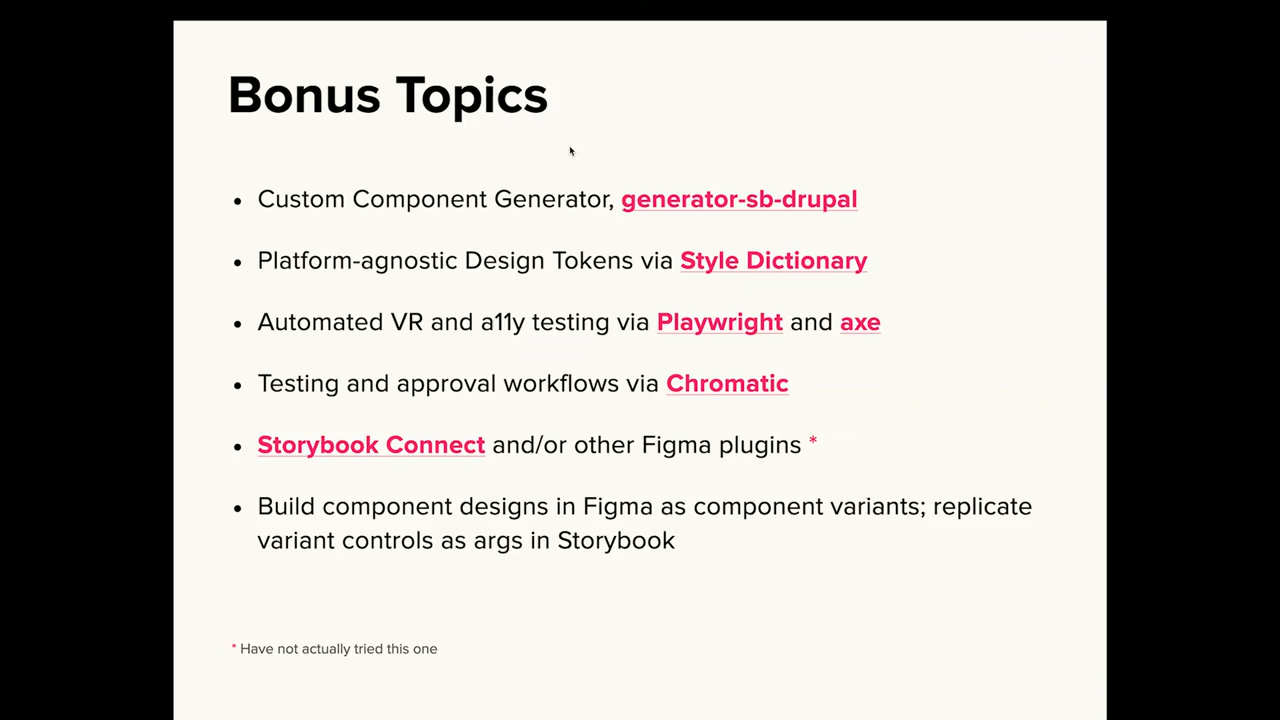 Bonus Topics
• Custom Component Generator, generator-sb-drupal
• Platform-agnostic Design Tokens via Style Dictionary
• Automated VR and a11y testing via Playwright and axe
• Testing and approval workflows via Chromatic
• Storybook Connect and/or other Figma plugins *
• Build component designs in Figma as component variants; replicate
variant controls as args in Storybook
* Have not actually tried this one